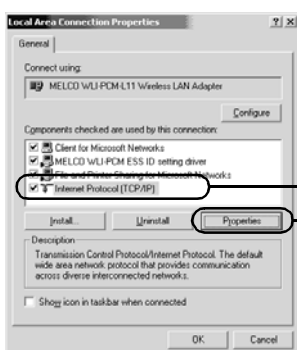 Local Area Connection Properties
General
Connect using:
MELCO WLI-PCM-L11 Wireless LAN Adapter
Configure
Components checked are used by this connection:
Client for Microsoft Networks
MELCO WLI-PCM ESS ID setting driver
File and Printer Sharing for Microsoft Networks
Internet Protocol (TCP/IP)
Install...
Uninstall
Properties
Description
Transmission Control Protocol/Internet Protocol. The default
wide area network protocol that provides communication
across diverse interconnected networks.
Show icon in taskbar when connected
OK
Cancel